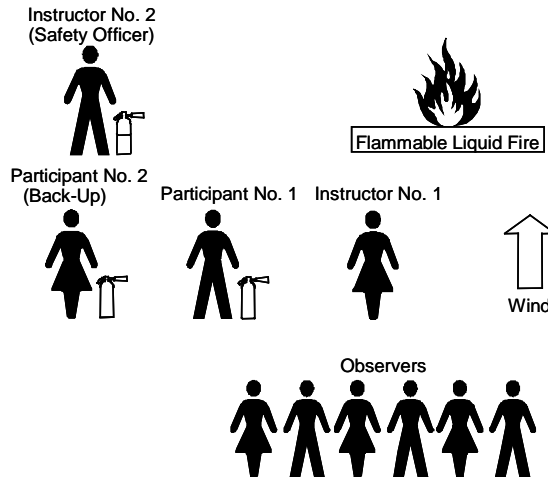 Instructor No. 2
(Safety Officer)
Flammable Liquid Fire
Participant No. 2
(Back-Up)
Participant No. 1
Instructor No. 1
Wind
Observers